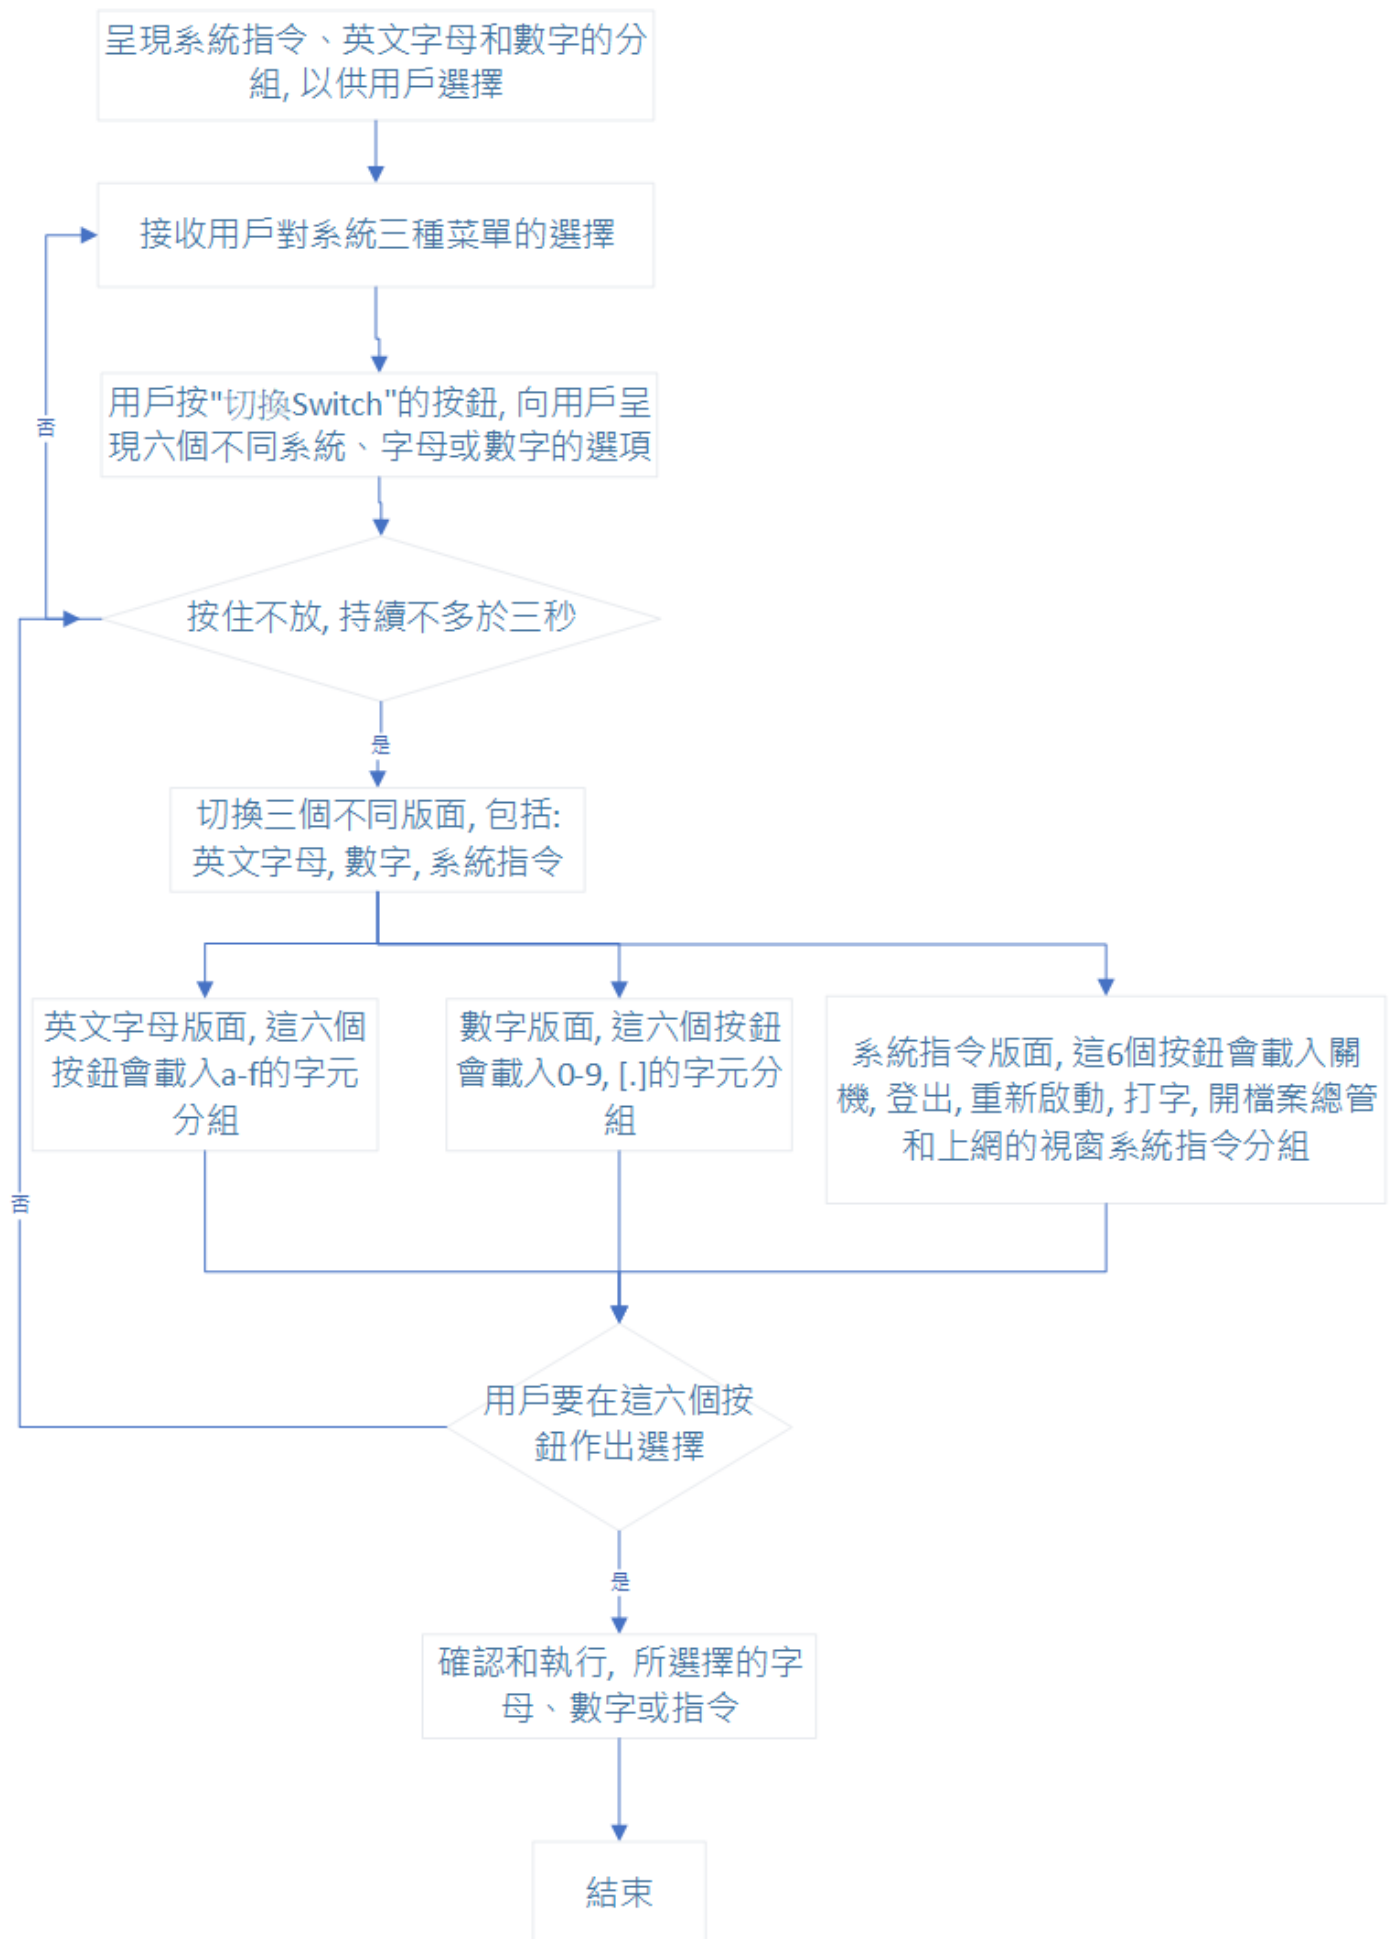 呈現系統指令、英文字母和數字的分
組, 以供用戶選擇
接收用戶對系統三種菜單的選擇
用戶按"切換Switch"的按鈕, 向用戶呈
現六個不同系統、字母或數字的選項
否
按住不放, 持續不多於三秒
是
切換三個不同版面, 包括:
英文字母, 數字, 系統指令
英文字母版面, 這六個
按鈕會載入a-f的字元
分組
數字版面, 這六個按鈕
會載入0-9, [.]的字元分
組
系統指令版面, 這6個按鈕會載入關
機, 登出, 重新啟動, 打字, 開檔案總管
和上網的視窗系統指令分組
否
用戶要在這六個按
鈕作出選擇
是
確認和執行, 所選擇的字
母、數字或指令
結束